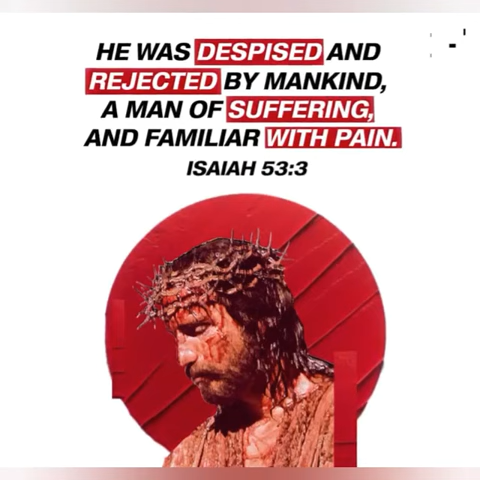 HE WAS DESPISED AND
REJECTED BY MANKIND,
A MAN OF SUFFERING,
AND FAMILIAR WITH PAIN.
ISAIAH 53:3